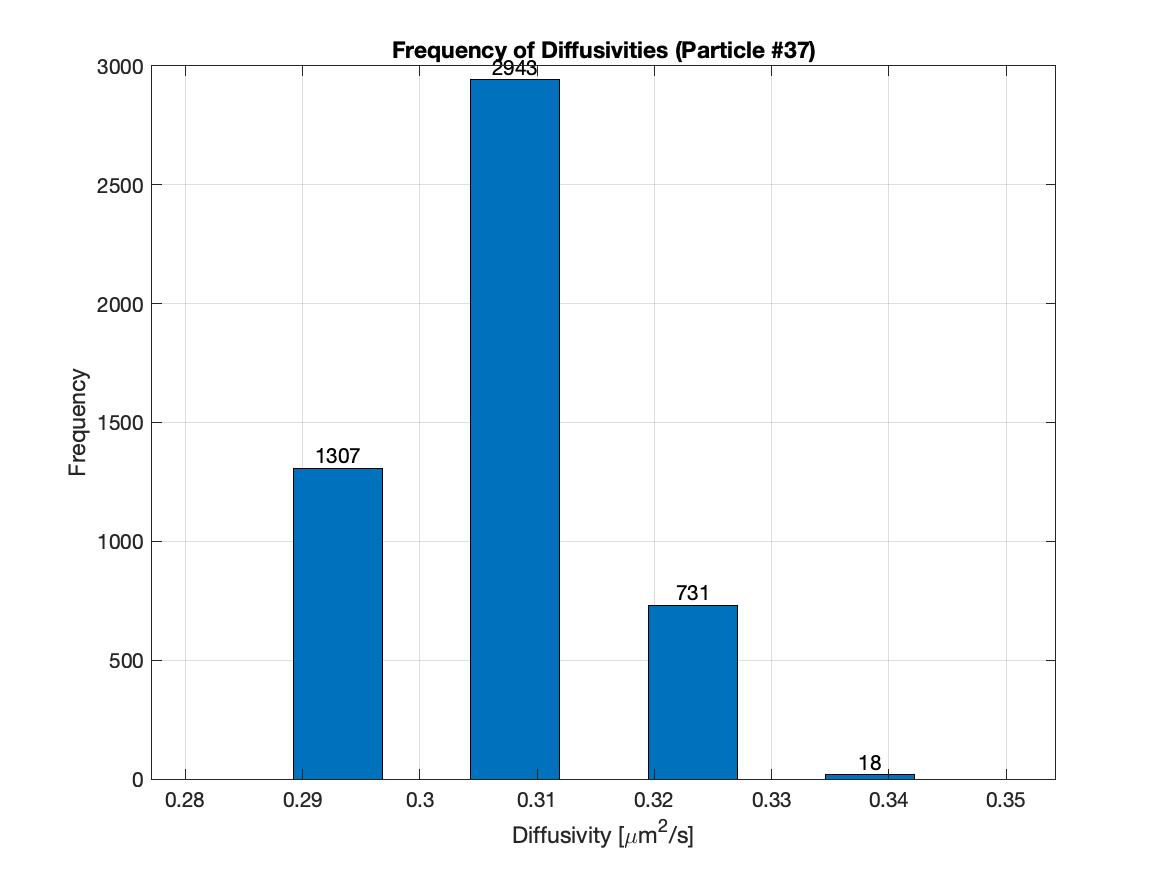 Frequency of Diffusivities (Particle #37)
3000
2943
2500
2000
1500
1307
1000
731
500
18
0
0.28 0.29 0.3 0.31 0.32 0.33 0.34 0.35
Frequency
Diffusivity [μm²/s]